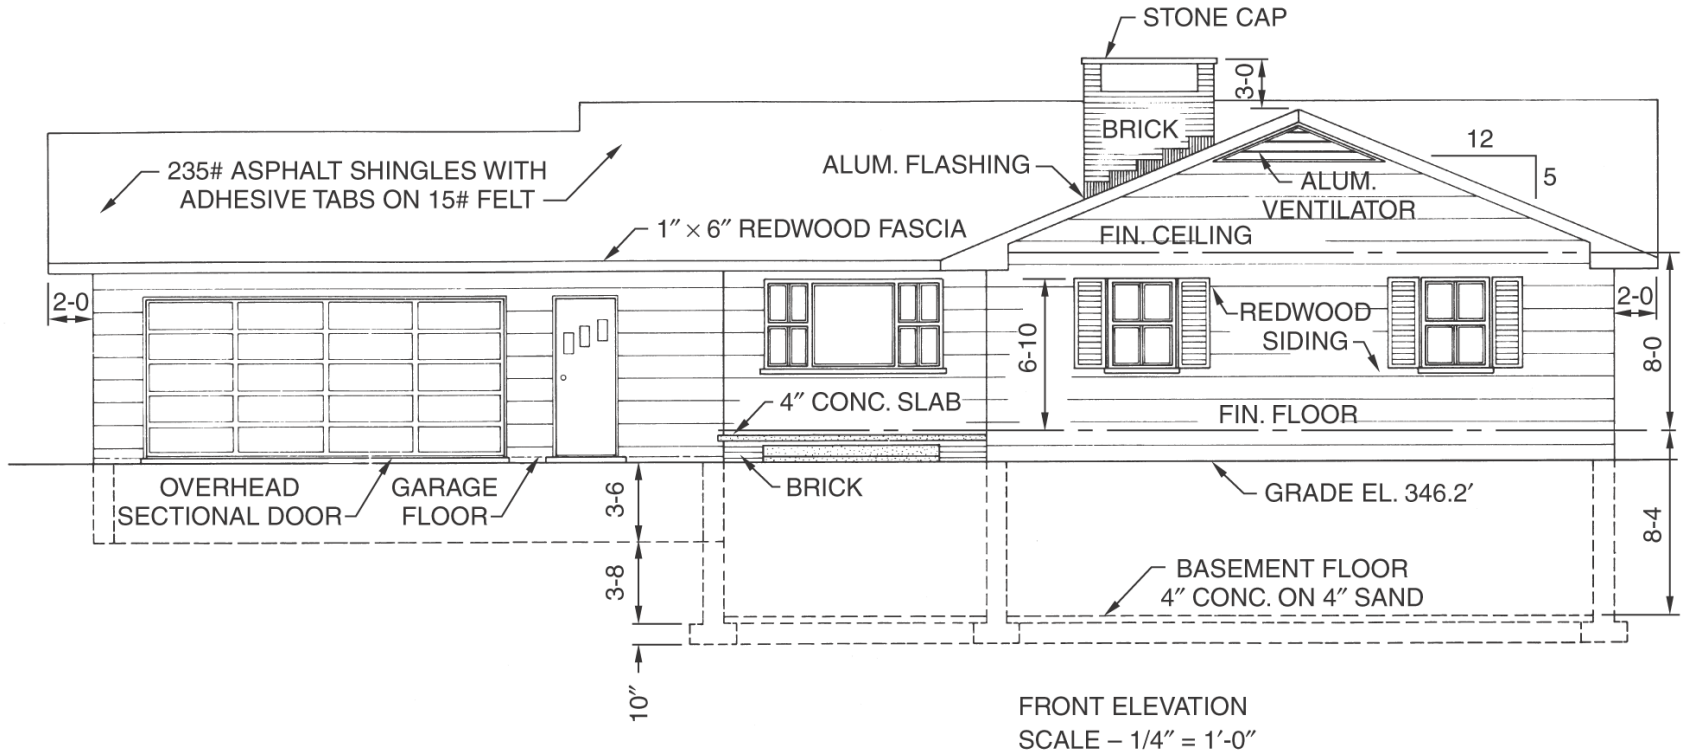 STONE CAP
3-0
BRICK
12
5
235# ASPHALT SHINGLES WITH
ADHESIVE TABS ON 15# FELT
ALUM. FLASHING
ALUM.
VENTILATOR
1″ × 6″ REDWOOD FASCIA
FIN. CEILING
2-0
2-0
REDWOOD
SIDING
6-10
8-0
4″ CONC. SLAB
FIN. FLOOR
OVERHEAD
SECTIONAL DOOR
GARAGE
FLOOR
3-6
BRICK
GRADE EL. 346.2′
8-4
3-8
BASEMENT FLOOR
4″ CONC. ON 4″ SAND
10″
FRONT ELEVATION
SCALE – 1/4″ = 1′-0″